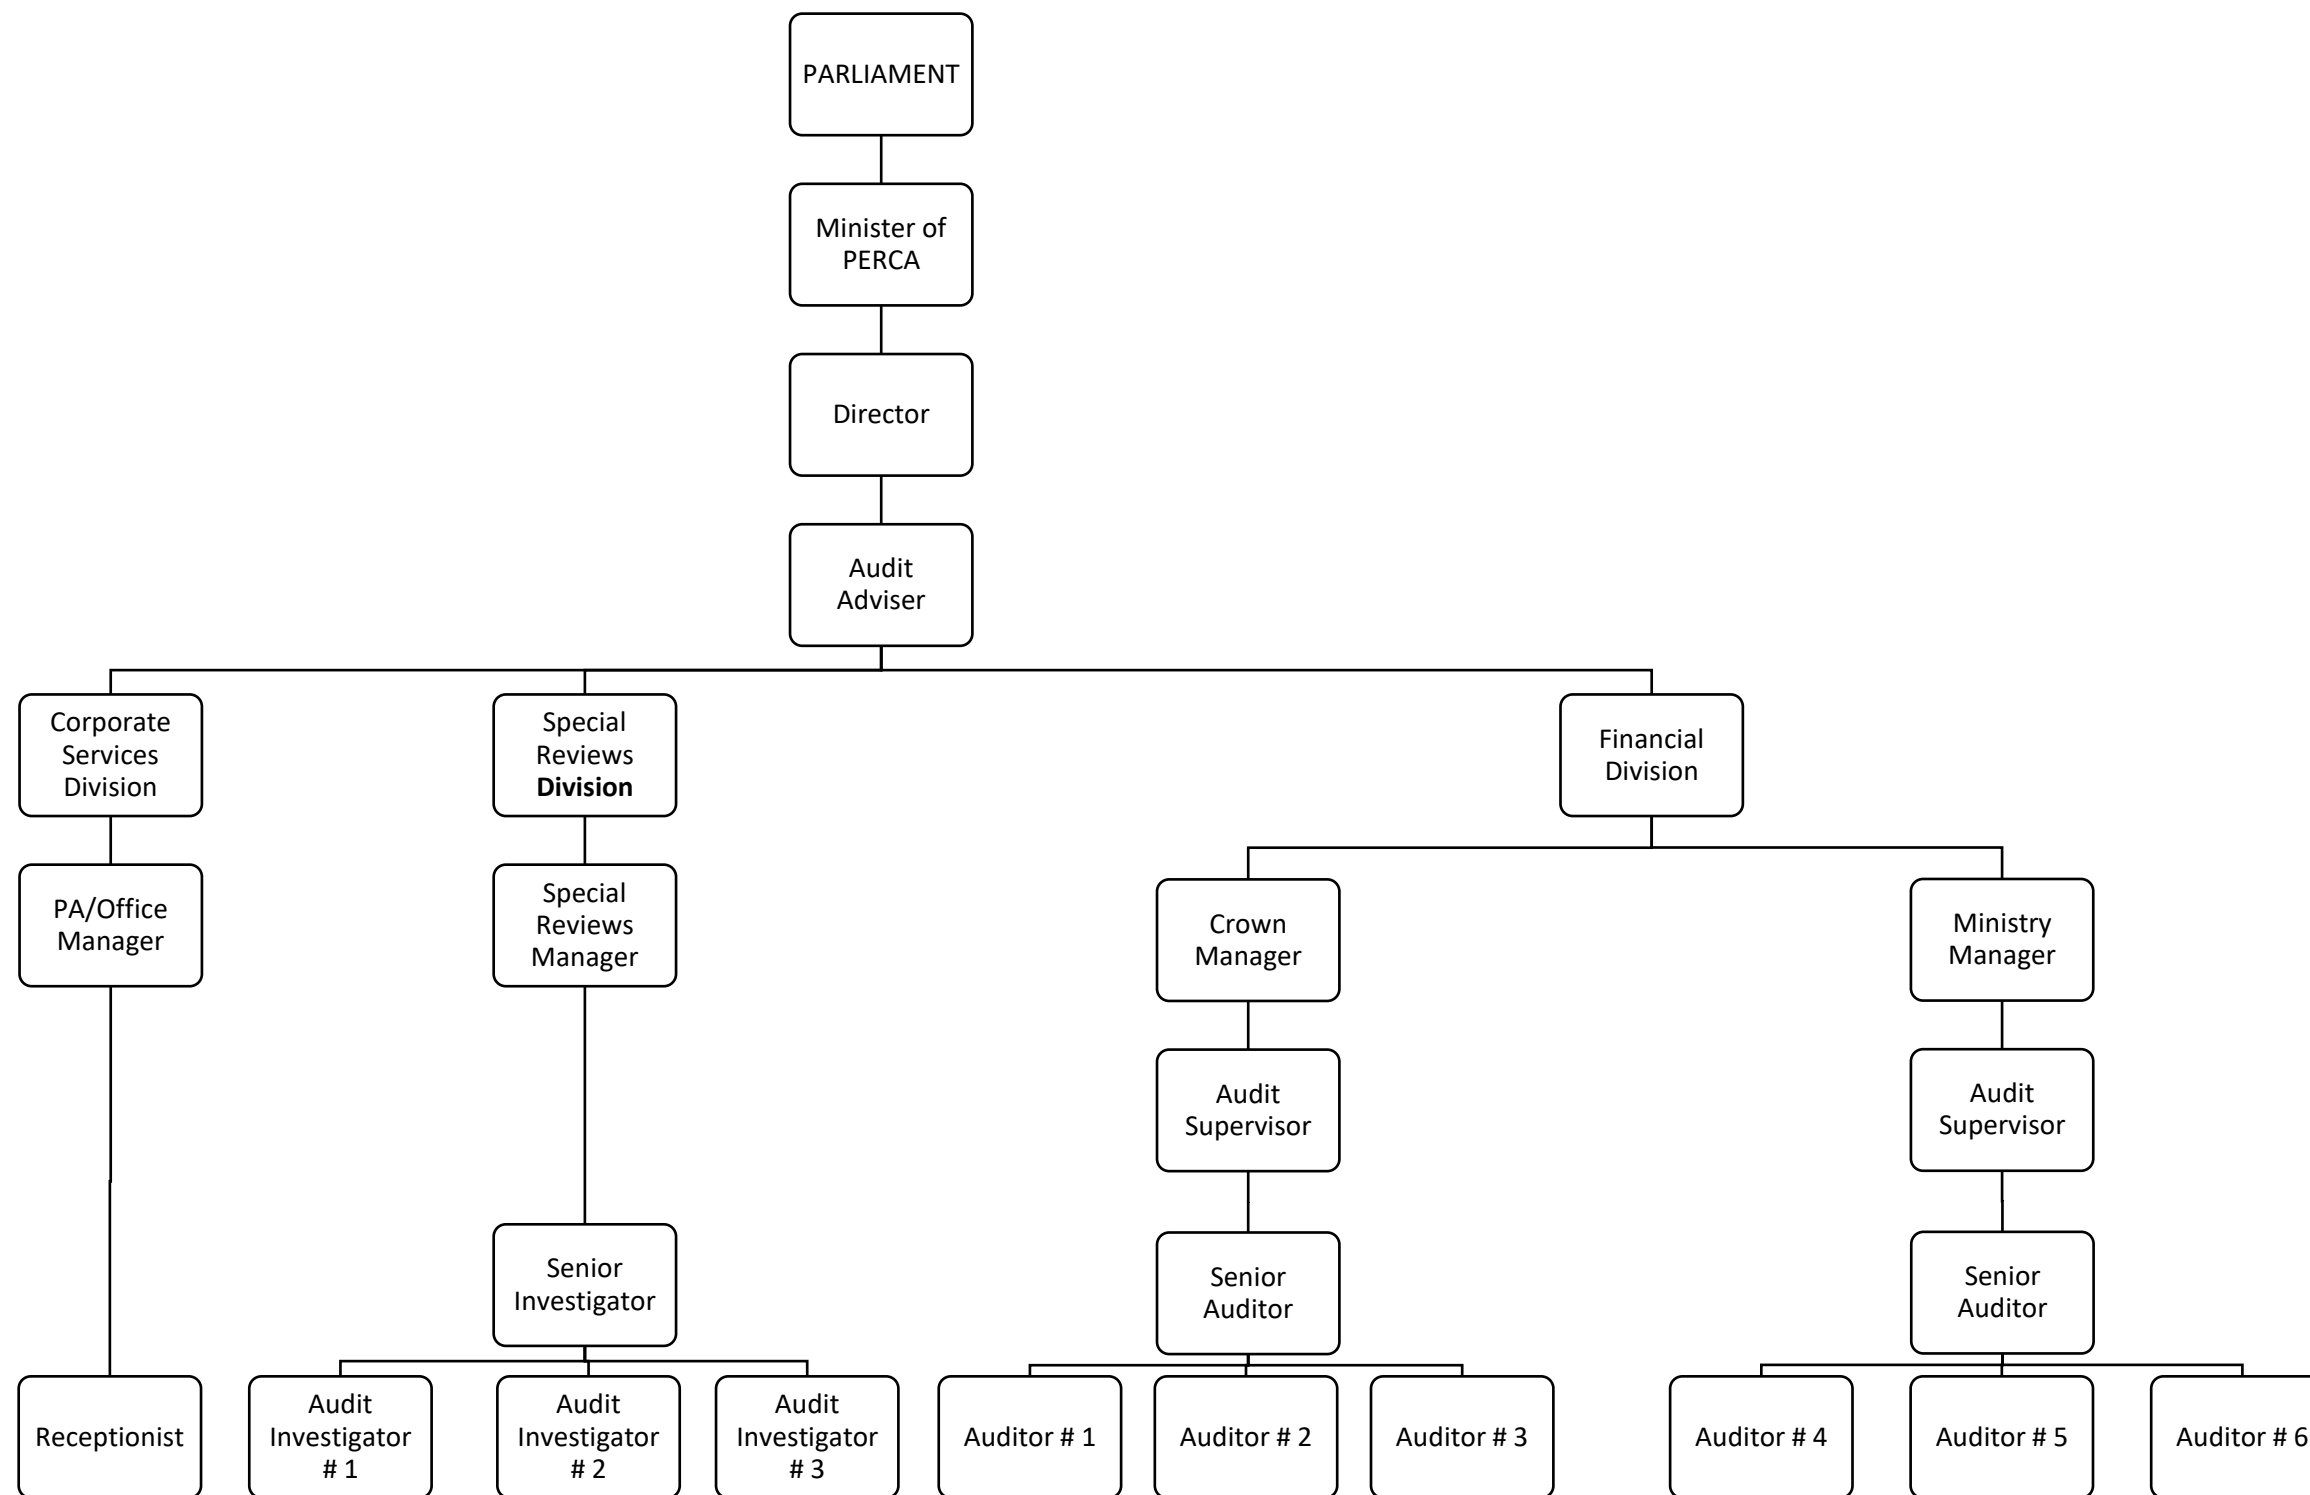 PARLIAMENT
Minister of
PERCA
Director
Audit
Adviser
Corporate
Services
Division
Special
Reviews
Division
Financial
Division
PA/Office
Manager
Special
Reviews
Manager
Crown
Manager
Ministry
Manager
Audit
Supervisor
Audit
Supervisor
Senior
Investigator
Senior
Auditor
Senior
Auditor
Receptionist
Audit
Investigator
# 1
Audit
Investigator
# 2
Audit
Investigator
# 3
Auditor # 1
Auditor # 2
Auditor # 3
Auditor # 4
Auditor # 5
Auditor # 6